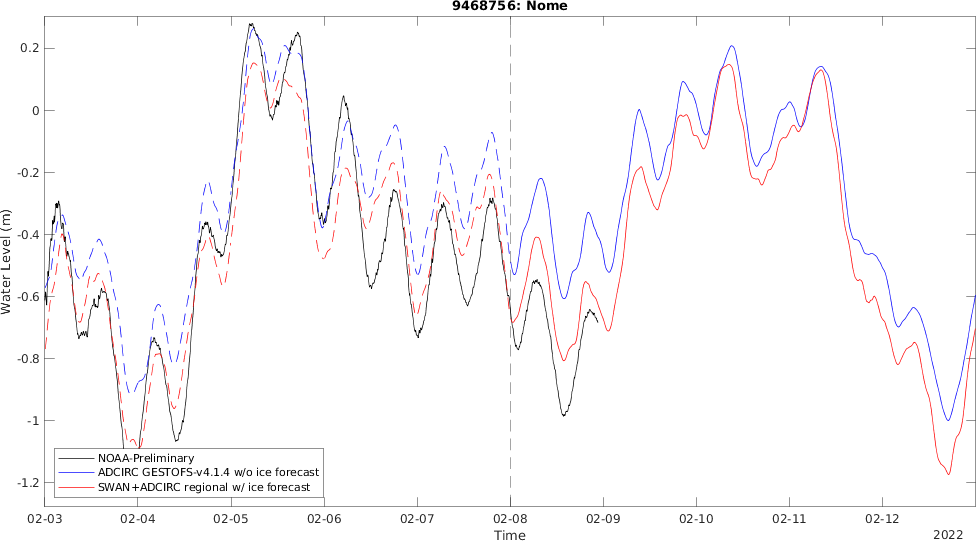 9468756: Nome
0.2
0
-0.2
-0.4
-0.6
-0.8
-1
-1.2
Water Level (m)
NOAA-Preliminary
ADCIRC GESTOFS-v4.1.4 w/o ice forecast
SWAN+ADCIRC regional w/ ice forecast
02-03 02-04 02-05 02-06 02-07 02-08 02-09 02-10 02-11 02-12
Time
2022